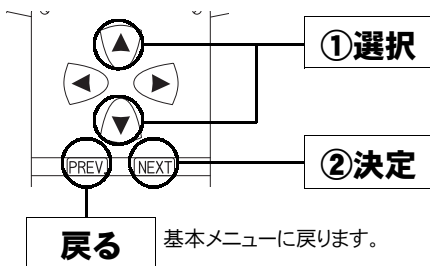 ①選択
PREV
NEXT
②決定
戻る
基本メニューに戻ります。